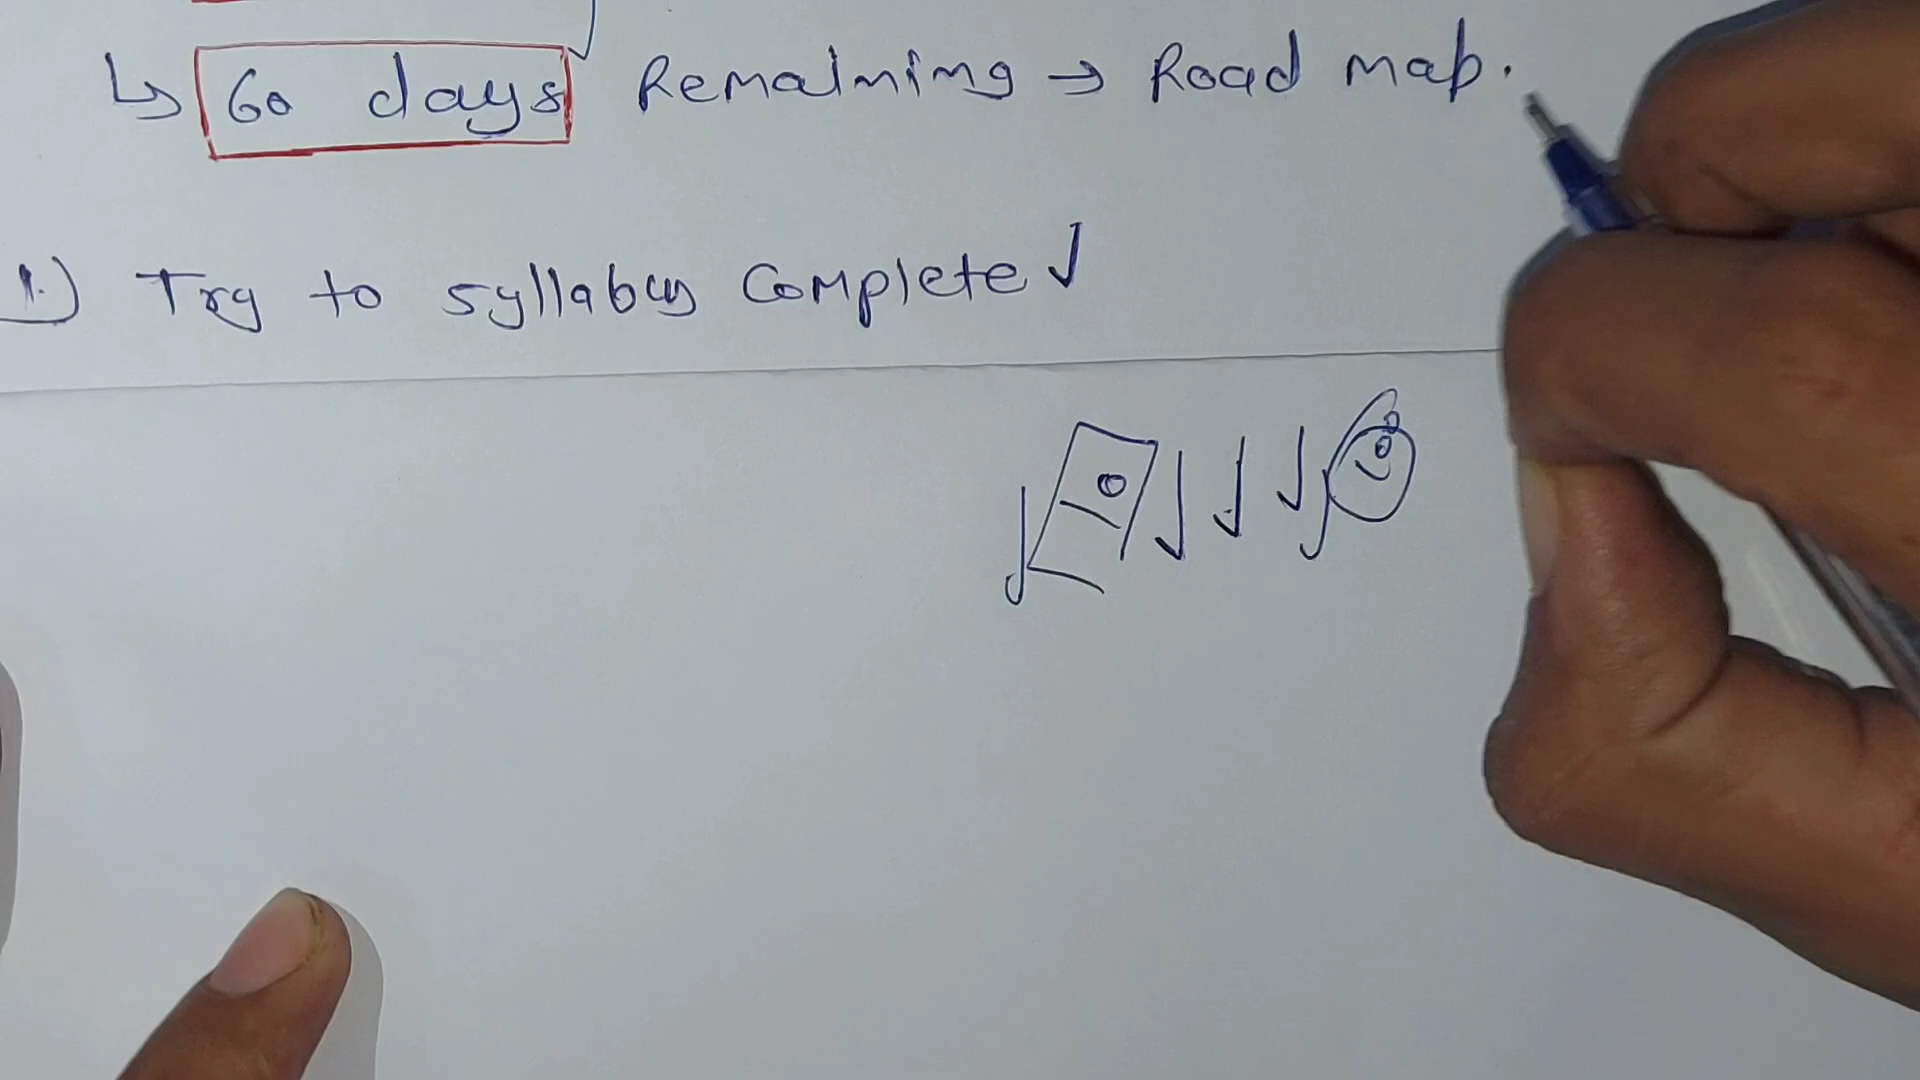 ↳ 60 days Remaining → Road map.
1.) Try to syllabus Complete ✓